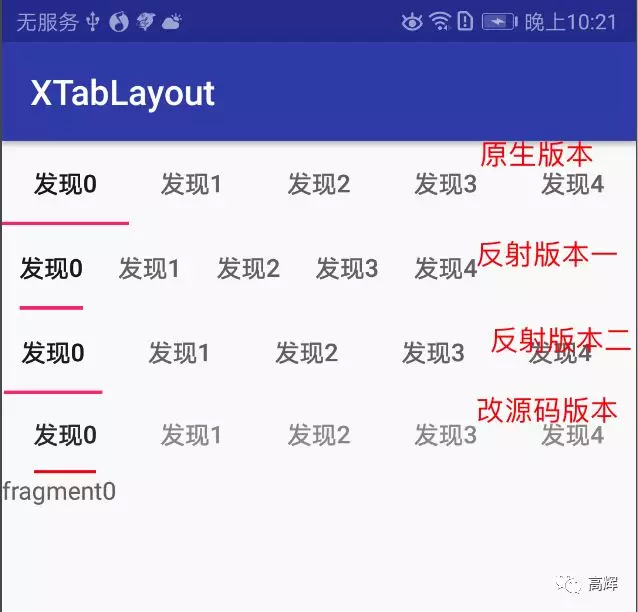 无服务 晚上10:21
XTabLayout
原生版本
发现0 发现1 发现2 发现3 发现4
反射版本一
发现0 发现1 发现2 发现3 发现4
反射版本二
发现0 发现1 发现2 发现3 发现4
改源码版本
发现0 发现1 发现2 发现3 发现4
fragment0
高辉